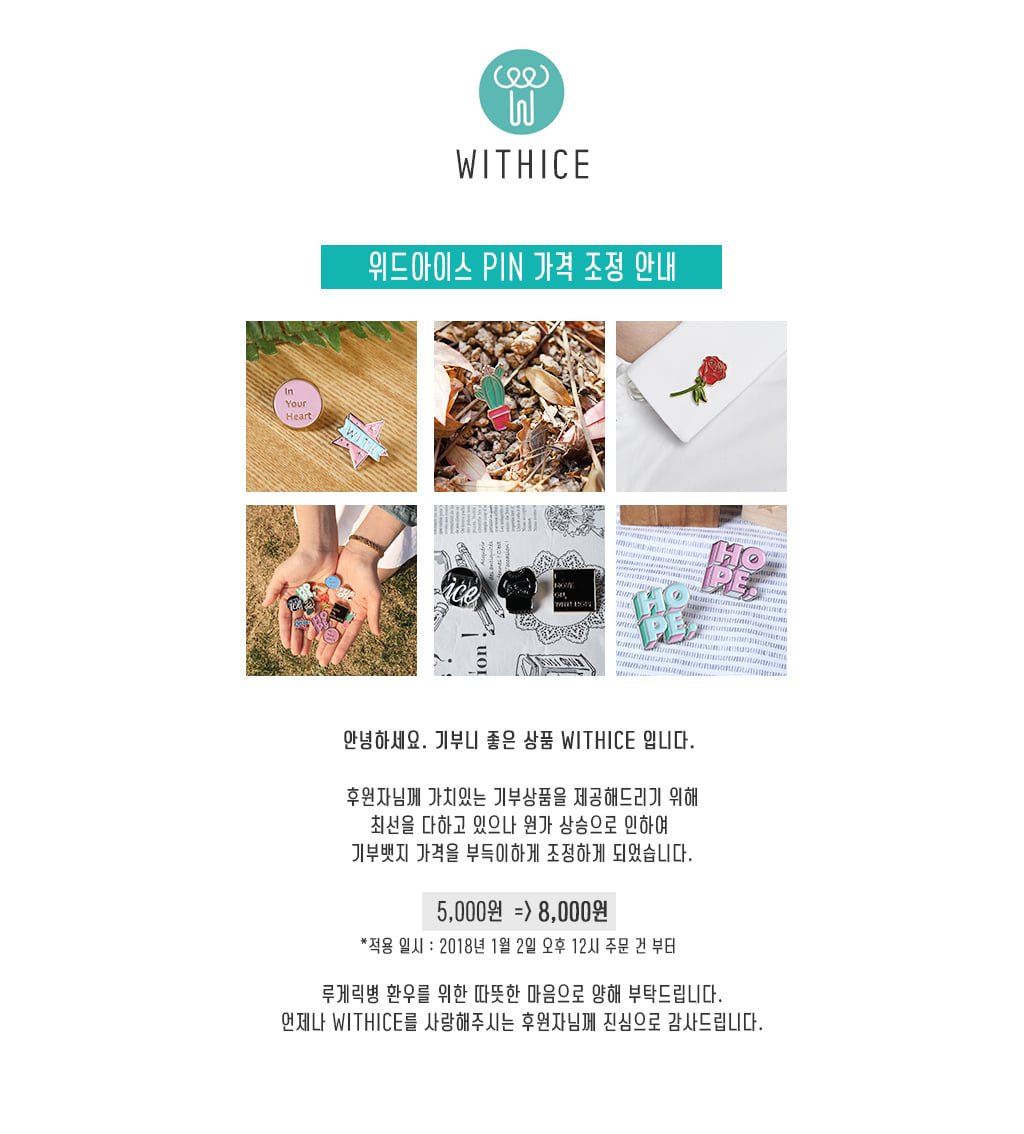 WITHICE
위드아이스 PIN 가격 조정 안내
In
Your
Heart
WITH
ice
I
MOVE
ON,
WITH HOPE
HO
PE.
HO
PE.
안녕하세요. 기부니 좋은 상품 WITHICE 입니다.
후원자님께 가치있는 기부상품을 제공해드리기 위해
최선을 다하고 있으나 원가 상승으로 인하여
기부뱃지 가격을 부득이하게 조정하게 되었습니다.
5,000원 => 8,000원
*적용 일시 : 2018년 1월 2일 오후 12시 주문 건 부터
루게릭병 환우를 위한 따뜻한 마음으로 양해 부탁드립니다.
언제나 WITHICE를 사랑해주시는 후원자님께 진심으로 감사드립니다.